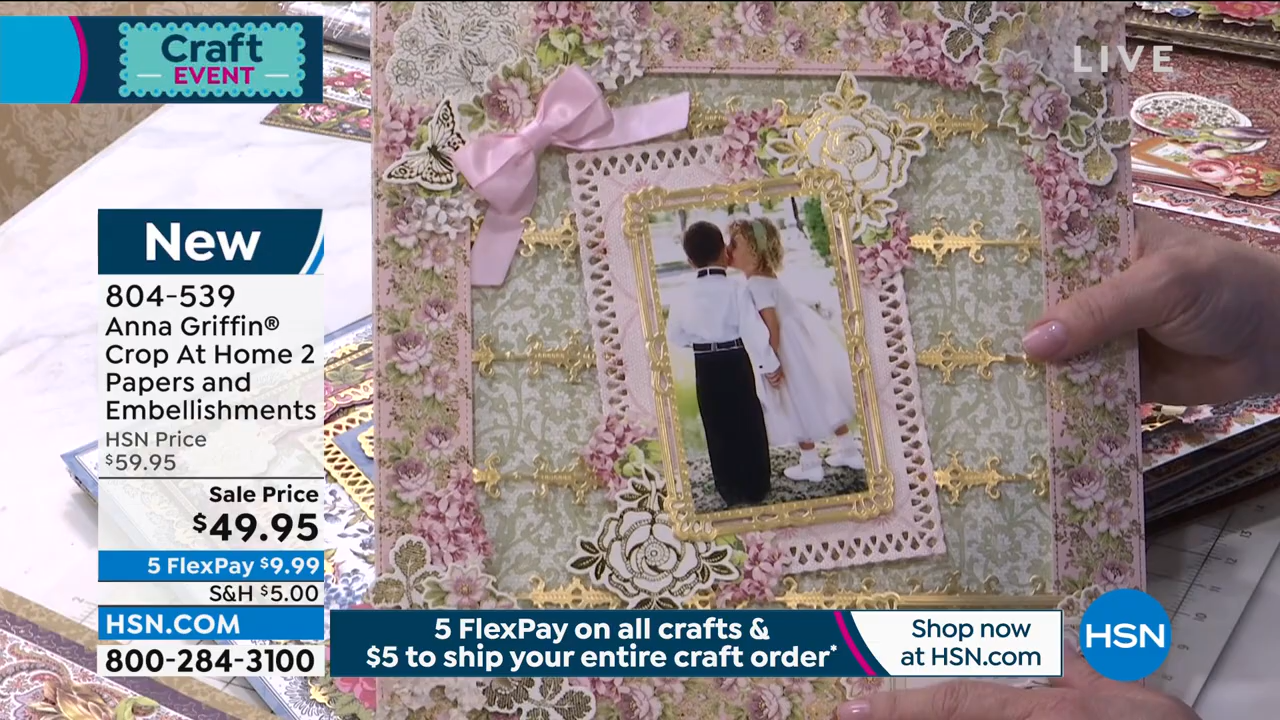 Craft
EVENT
LIVE
New
804-539
Anna Griffin®
Crop At Home 2
Papers and
Embellishments
HSN Price
$59.95
Sale Price
$49.95
5 FlexPay $9.99
S&H $5.00
HSN.COM
800-284-3100
5 FlexPay on all crafts &
$5 to ship your entire craft order*
Shop now
at HSN.com
HSN